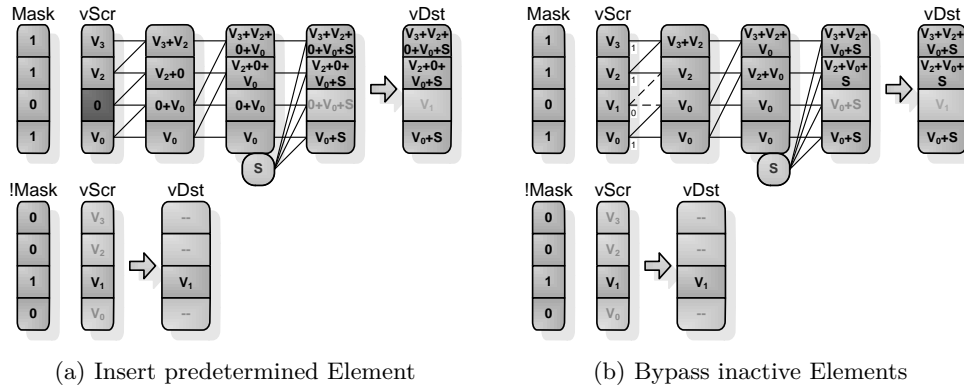 Mask vScr vDst
1 V3 V3+V2 V3+V2+ 0+V0 V3+V2+ 0+V0+S V3+V2+ 0+V0+S
1 V2 V2+0 V2+0+ V0 V2+0+ V0+S V2+0+ V0+S
0 0 0+V0 0+V0 0+V0+S V1
1 V0 V0 V0 V0+S V0+S
S
!Mask vScr vDst
0 V3 --
0 V2 --
1 V1 V1
0 V0 --
(a) Insert predetermined Element
Mask vScr vDst
1 V3 1 V3+V2 V3+V2+ V0 V3+V2+ V0+S V3+V2+ V0+S
1 V2 1 V2 V2+V0 V2+V0+ S V2+V0+ S
0 V1 0 V0 V0 V0+S V1
1 V0 1 V0 V0 V0+S V0+S
S
!Mask vScr vDst
0 V3 --
0 V2 --
1 V1 V1
0 V0 --
(b) Bypass inactive Elements